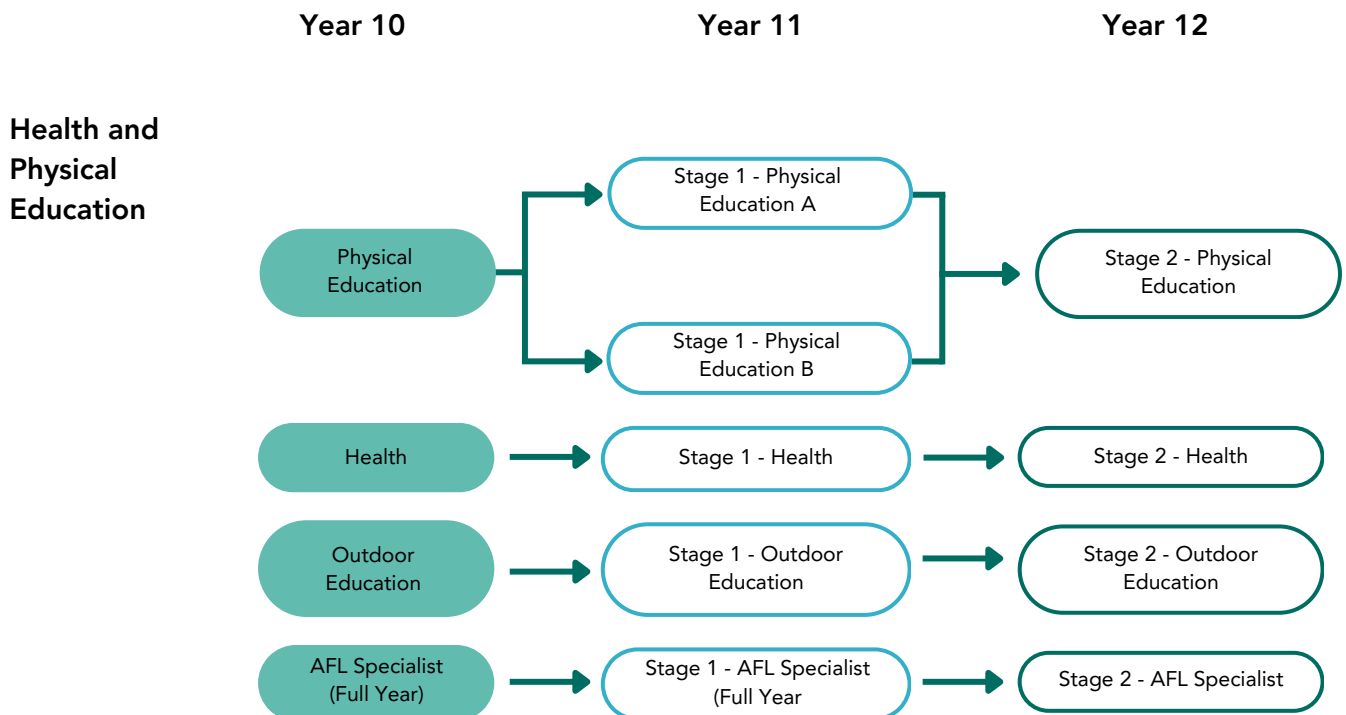 Year 10
Year 11
Year 12
Health and
Physical
Education
Stage 1 - Physical
Education A
Physical
Education
Stage 2 - Physical
Education
Stage 1 - Physical
Education B
Health
Stage 1 - Health
Stage 2 - Health
Outdoor
Education
Stage 1 - Outdoor
Education
Stage 2 - Outdoor
Education
AFL Specialist
(Full Year)
Stage 1 - AFL Specialist
(Full Year
Stage 2 - AFL Specialist